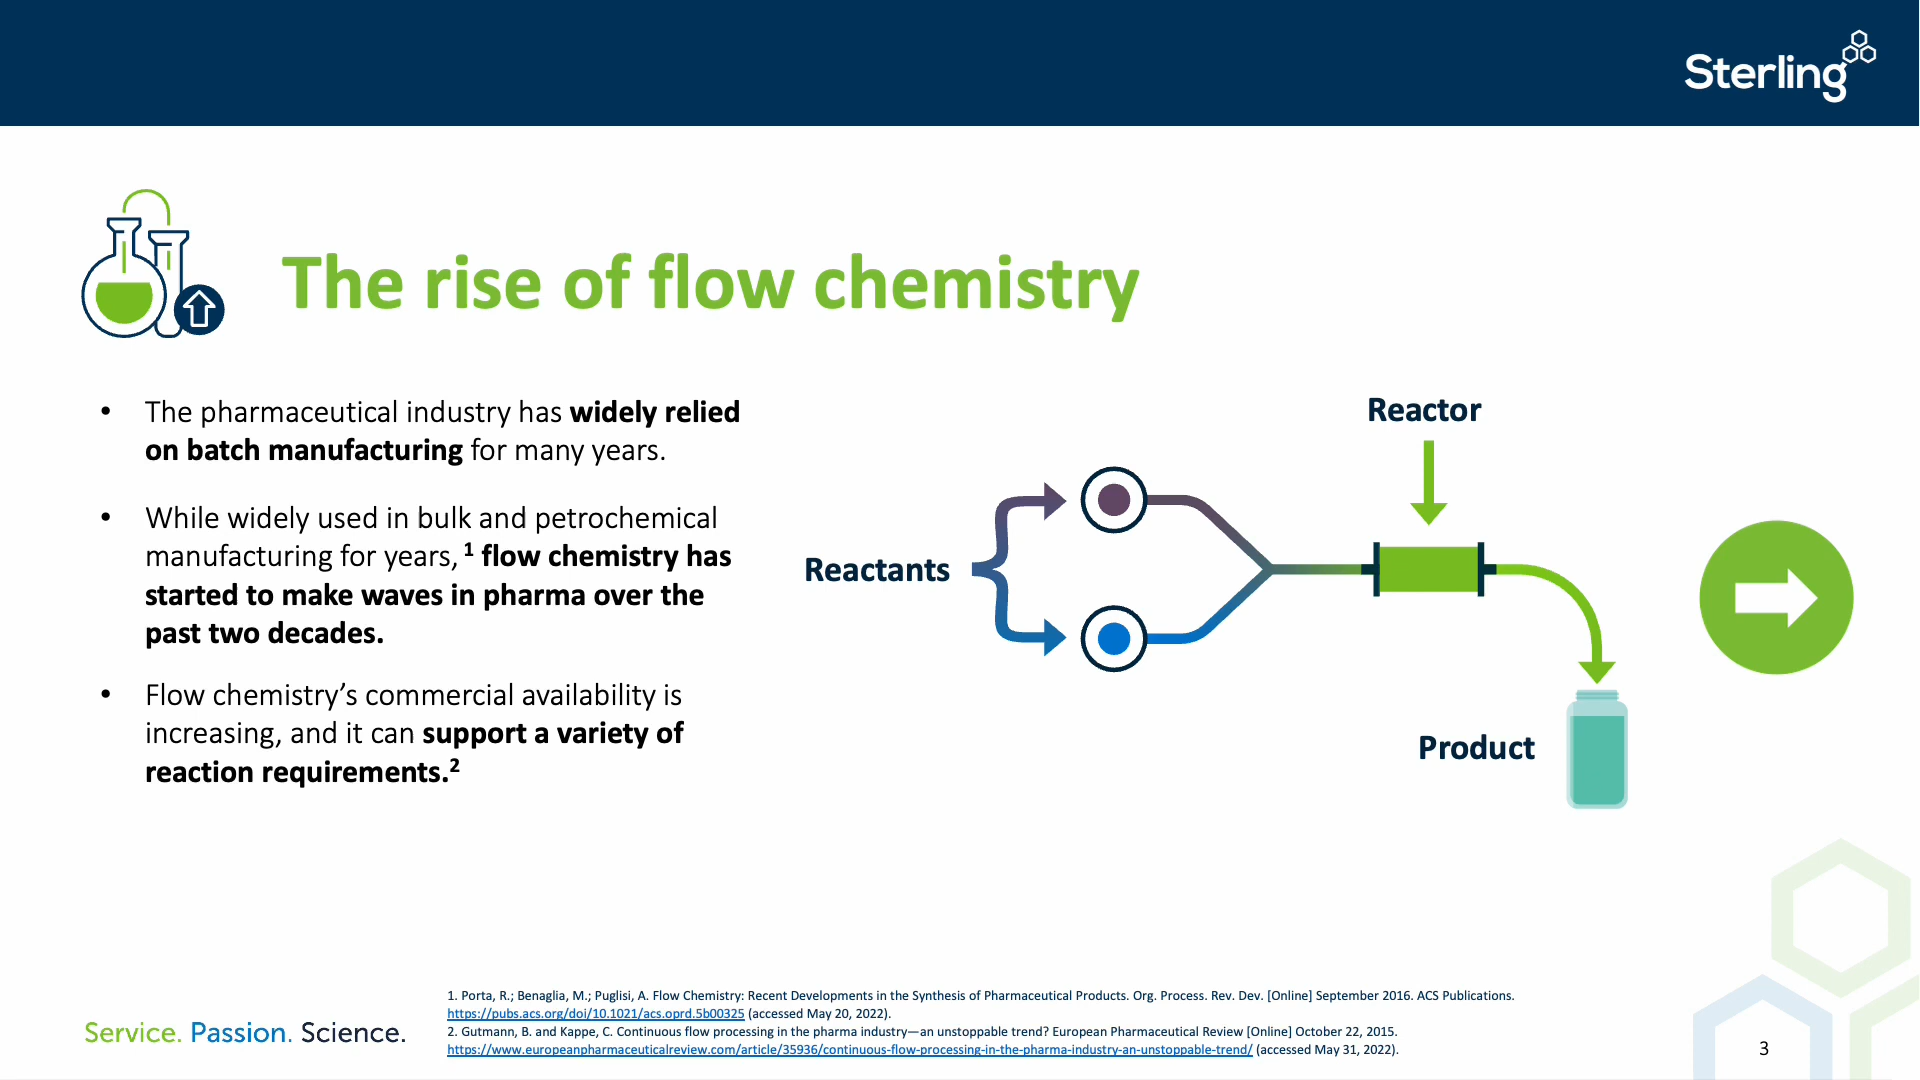 Sterling
The rise of flow chemistry
• The pharmaceutical industry has widely relied
on batch manufacturing for many years.
• While widely used in bulk and petrochemical
manufacturing for years, 1 flow chemistry has
started to make waves in pharma over the
past two decades.
• Flow chemistry’s commercial availability is
increasing, and it can support a variety of
reaction requirements.2
Reactants
Reactor
Product
Service. Passion. Science.
1. Porta, R.; Benaglia, M.; Puglisi, A. Flow Chemistry: Recent Developments in the Synthesis of Pharmaceutical Products. Org. Process. Rev. Dev. [Online] September 2016. ACS Publications.
https://pubs.acs.org/doi/10.1021/acs.oprd.5b00325 (accessed May 20, 2022).
2. Gutmann, B. and Kappe, C. Continuous flow processing in the pharma industry—an unstoppable trend? European Pharmaceutical Review [Online] October 22, 2015.
https://www.europeanpharmaceuticalreview.com/article/35936/continuous-flow-processing-in-the-pharma-industry-an-unstoppable-trend/ (accessed May 31, 2022).
3